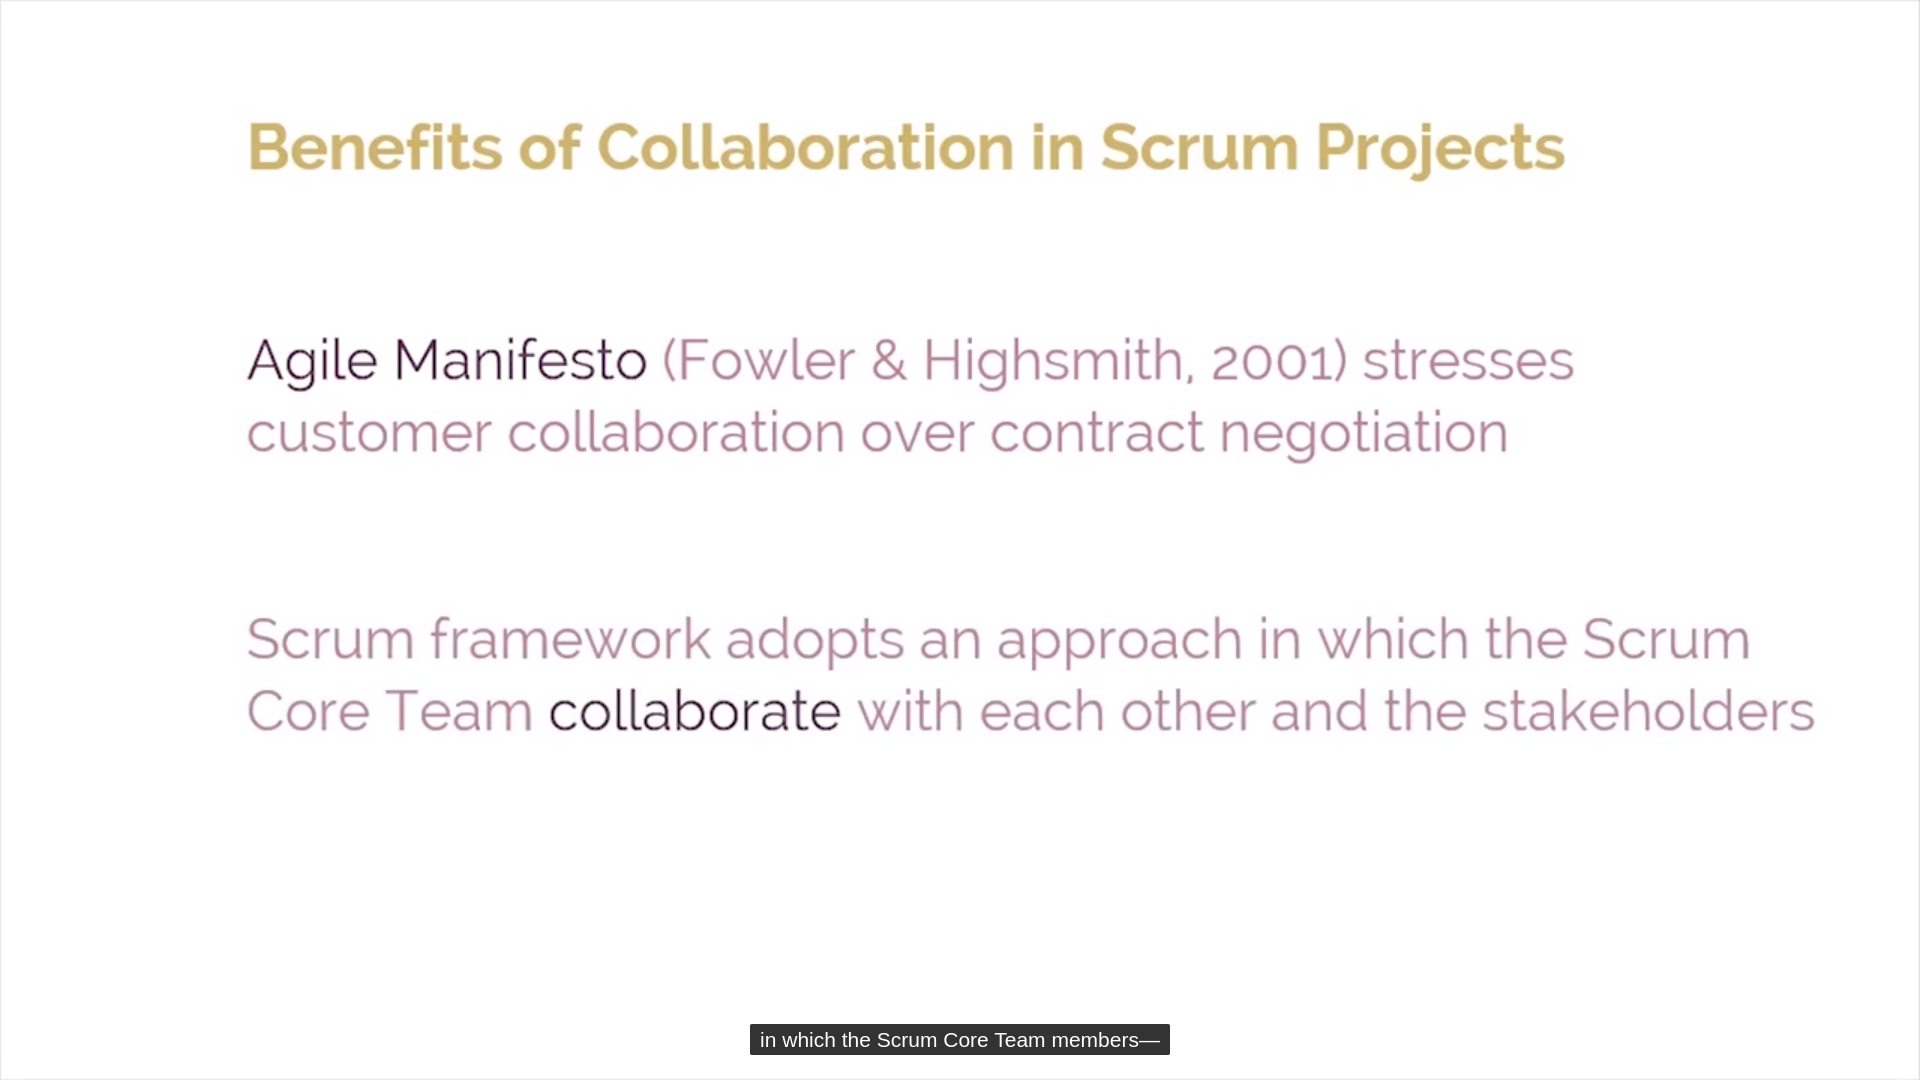 Benefits of Collaboration in Scrum Projects
Agile Manifesto (Fowler & Highsmith, 2001) stresses
customer collaboration over contract negotiation
Scrum framework adopts an approach in which the Scrum
Core Team collaborate with each other and the stakeholders
in which the Scrum Core Team members—